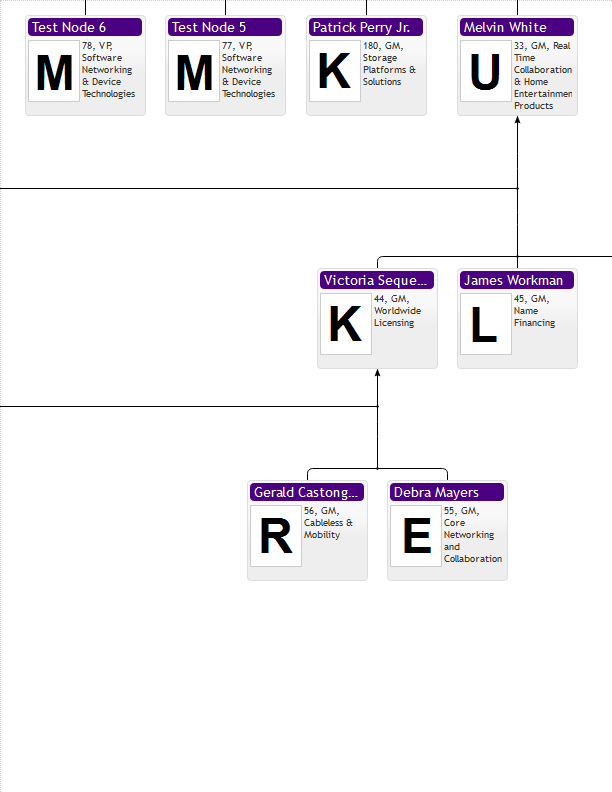 Test Node 6
M
78, VP,
Software
Networking
& Device
Technologies
Test Node 5
M
77, VP,
Software
Networking
& Device
Technologies
Patrick Perry Jr.
K
180, GM,
Storage
Platforms &
Solutions
Melvin White
U
33, GM, Real
Time
Collaboration
& Home
Entertainmen
Products
Victoria Seque...
K
44, GM,
Worldwide
Licensing
James Workman
L
45, GM,
Name
Financing
Gerald Castong...
R
56, GM,
Cableless &
Mobility
Debra Mayers
E
55, GM,
Core
Networking
and
Collaboration